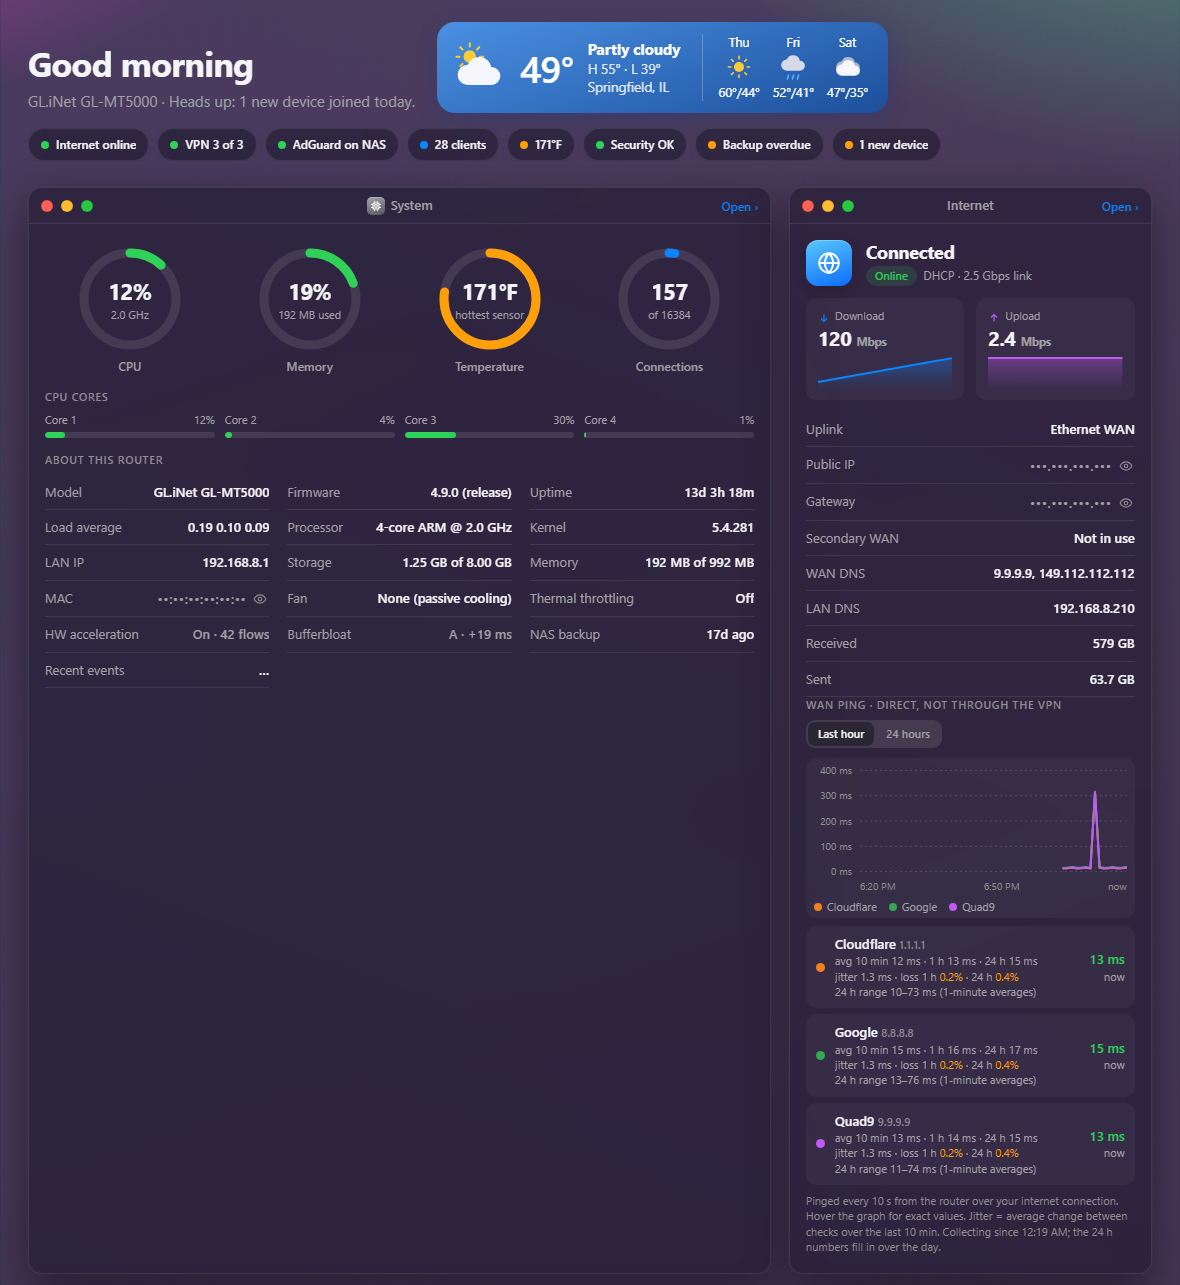 Good morning
GL.iNet GL-MT5000 · Heads up: 1 new device joined today.
49°
Partly cloudy
H 55° · L 39°
Springfield, IL
Thu Fri Sat
60°/44° 52°/41° 47°/35°
Internet online
VPN 3 of 3
AdGuard on NAS
28 clients
171°F
Security OK
Backup overdue
1 new device
System
Open ›
12%
2.0 GHz
CPU
19%
192 MB used
Memory
171°F
hottest sensor
Temperature
157
of 16384
Connections
CPU CORES
Core 1 12% Core 2 4% Core 3 30% Core 4 1%
ABOUT THIS ROUTER
Model GL.iNet GL-MT5000 Firmware 4.9.0 (release) Uptime 13d 3h 18m
Load average 0.19 0.10 0.09 Processor 4-core ARM @ 2.0 GHz Kernel 5.4.281
LAN IP 192.168.8.1 Storage 1.25 GB of 8.00 GB Memory 192 MB of 992 MB
MAC ••:••:••:••:••:•• Fan None (passive cooling) Thermal throttling Off
HW acceleration On · 42 flows Bufferbloat A · +19 ms NAS backup 17d ago
Recent events ...
Internet
Open ›
Connected
Online DHCP · 2.5 Gbps link
↓ Download
120 Mbps
↑ Upload
2.4 Mbps
Uplink Ethernet WAN
Public IP •••.•••.•••.•••
Gateway •••.•••.•••.•••
Secondary WAN Not in use
WAN DNS 9.9.9.9, 149.112.112.112
LAN DNS 192.168.8.210
Received 579 GB
Sent 63.7 GB
WAN PING · DIRECT, NOT THROUGH THE VPN
Last hour 24 hours
400 ms
300 ms
200 ms
100 ms
0 ms
6:20 PM 6:50 PM now
Cloudflare Google Quad9
Cloudflare 1.1.1.1
avg 10 min 12 ms · 1 h 13 ms · 24 h 15 ms
jitter 1.3 ms · loss 1 h 0.2% · 24 h 0.4%
24 h range 10–73 ms (1-minute averages)
13 ms
now
Google 8.8.8.8
avg 10 min 15 ms · 1 h 16 ms · 24 h 17 ms
jitter 1.3 ms · loss 1 h 0.2% · 24 h 0.4%
24 h range 13–76 ms (1-minute averages)
15 ms
now
Quad9 9.9.9.9
avg 10 min 13 ms · 1 h 14 ms · 24 h 15 ms
jitter 1.3 ms · loss 1 h 0.2% · 24 h 0.4%
24 h range 11–74 ms (1-minute averages)
13 ms
now
Pinged every 10 s from the router over your internet connection.
Hover the graph for exact values. Jitter = average change between
checks over the last 10 min. Collecting since 12:19 AM; the 24 h
numbers fill in over the day.